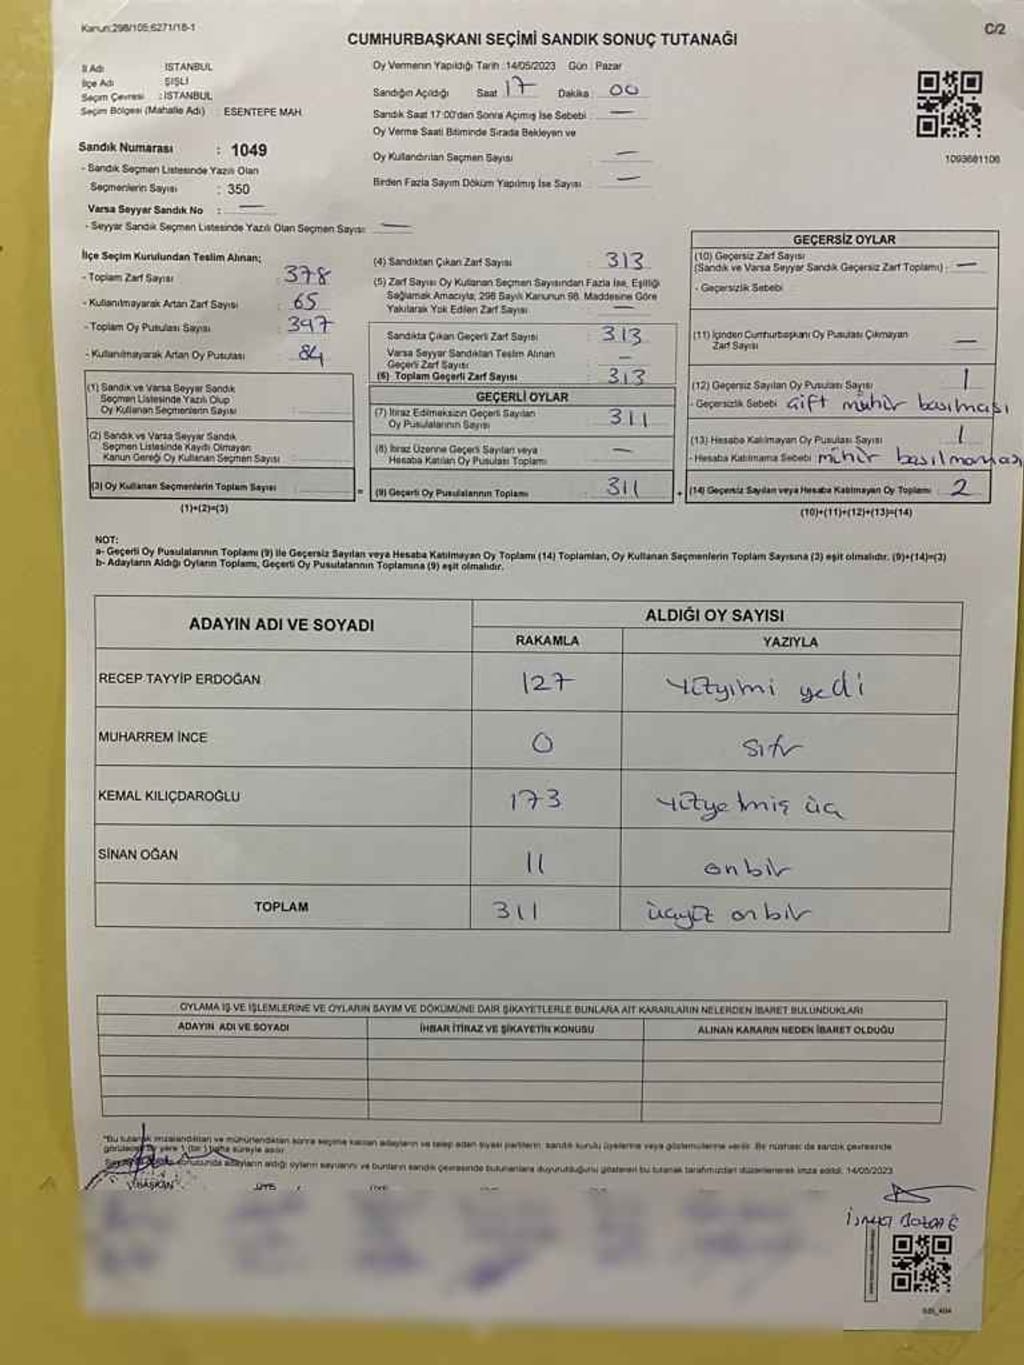 Kanun:298/105;6271/18-1
C/2
CUMHURBAŞKANI SEÇİMİ SANDIK SONUÇ TUTANAĞI
İl Adı İSTANBUL
İlçe Adı ŞİŞLİ
Seçim Çevresi : İSTANBUL
Seçim Bölgesi (Mahalle Adı) : ESENTEPE MAH.
Sandık Numarası : 1049
- Sandık Seçmen Listesinde Yazılı Olan
Seçmenlerin Sayısı : 350
Varsa Seyyar Sandık No : —
- Seyyar Sandık Seçmen Listesinde Yazılı Olan Seçmen Sayısı: —
Oy Vermenin Yapıldığı Tarih :14/05/2023 Gün : Pazar
Sandığın Açıldığı Saat 17 Dakika : 00
Sandık Saat 17:00'den Sonra Açımış İse Sebebi : —
Oy Verme Saati Bitiminde Sırada Bekleyen ve
Oy Kullandırılan Seçmen Sayısı : —
Birden Fazla Sayım Döküm Yapılmış İse Sayısı : —
1093681106
İlçe Seçim Kurulundan Teslim Alınan;
- Toplam Zarf Sayısı : 378
- Kullanılmayarak Artan Zarf Sayısı : 65
- Toplam Oy Pusulası Sayısı : 397
- Kullanılmayarak Artan Oy Pusulası : 84
(1) Sandık ve Varsa Seyyar Sandık
Seçmen Listesinde Yazılı Olup
Oy Kullanan Seçmenlerin Sayısı :
(2) Sandık ve Varsa Seyyar Sandık
Seçmen Listesinde Kaydı Olmayan
Kanun Gereği Oy Kullanan Seçmen Sayısı :
(3) Oy Kullanan Seçmenlerin Toplam Sayısı :
(1)+(2)=(3)
(4) Sandıktan Çıkan Zarf Sayısı : 313
(5) Zarf Sayısı Oy Kullanan Seçmen Sayısından Fazla İse, Eşitliği
Sağlamak Amacıyla; 298 Sayılı Kanunun 98. Maddesine Göre
Yakılarak Yok Edilen Zarf Sayısı : —
Sandıkta Çıkan Geçerli Zarf Sayısı : 313
Varsa Seyyar Sandıktan Teslim Alınan
Geçerli Zarf Sayısı : —
(6) Toplam Geçerli Zarf Sayısı : 313
GEÇERLİ OYLAR
(7) İtiraz Edilmeksizin Geçerli Sayılan
Oy Pusulalarının Sayısı : 311
(8) İtiraz Üzerine Geçerli Sayılan veya
Hesaba Katılan Oy Pusulası Toplamı : —
= (9) Geçerli Oy Pusulalarının Toplamı : 311
GEÇERSİZ OYLAR
(10) Geçersiz Zarf Sayısı
(Sandık ve Varsa Seyyar Sandık Geçersiz Zarf Toplamı) : —
- Geçersizlik Sebebi
(11) İçinden Cumhurbaşkanı Oy Pusulası Çıkmayan
Zarf Sayısı : —
(12) Geçersiz Sayılan Oy Pusulası Sayısı : 1
- Geçersizlik Sebebi Çift mühür basılması
(13) Hesaba Katılmayan Oy Pusulası Sayısı : 1
- Hesaba Katılmama Sebebi mühür basılmaması
+ (14) Geçersiz Sayılan veya Hesaba Katılmayan Oy Toplamı : 2
(10)+(11)+(12)+(13)=(14)
NOT:
a- Geçerli Oy Pusulalarının Toplamı (9) ile Geçersiz Sayılan veya Hesaba Katılmayan Oy Toplamı (14) Toplamları, Oy Kullanan Seçmenlerin Toplam Sayısına (3) eşit olmalıdır. (9)+(14)=(3)
b- Adayların Aldığı Oyların Toplamı, Geçerli Oy Pusulalarının Toplamına (9) eşit olmalıdır.
ADAYIN ADI VE SOYADI ALDIĞI OY SAYISI
RAKAMLA YAZIYLA
RECEP TAYYİP ERDOĞAN 127 yüzyirmi yedi
MUHARREM İNCE 0 sıfır
KEMAL KILIÇDAROĞLU 173 yüzyetmiş üç
SİNAN OĞAN 11 onbir
TOPLAM 311 üçyüz onbir
OYLAMA İŞ VE İŞLEMLERİNE VE OYLARIN SAYIM VE DÖKÜMÜNE DAİR ŞİKAYETLERLE BUNLARA AİT KARARLARIN NELERDEN İBARET BULUNDUKLARI
ADAYIN ADI VE SOYADI İHBAR İTİRAZ VE ŞİKAYETİN KONUSU ALINAN KARARIN NEDEN İBARET OLDUĞU
"Bu tutanak imzalandıktan ve mühürlendikten sonra seçime katılan adayların ve talep eden siyasi partilerin, sandık kurulu üyelerine veya gözlemcilerine verilir. Bir nüshası da sandık çevresinde
görülecek bir yere 1 (bir) hafta süreyle asılır.
sonucunda adayların aldığı oyların sayılarını ve bunların sandık çevresinde bulunanlara duyurulduğunu gösteren bu tutanak tarafımızdan düzenlenerek imza edildi. 14/05/2023
BAŞKAN